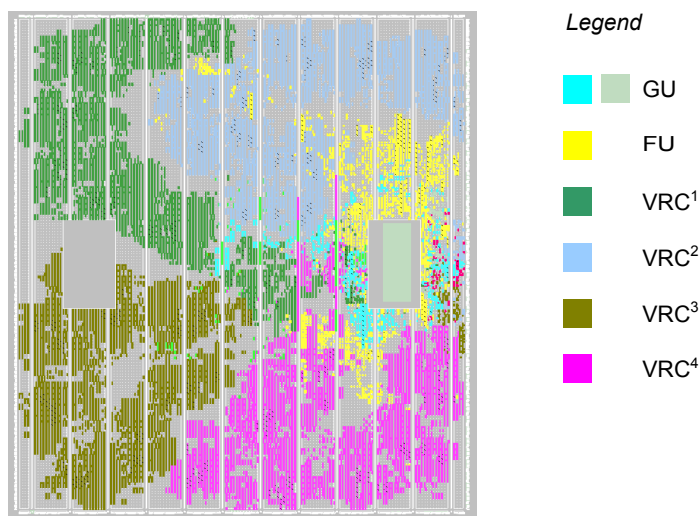 Legend
GU
FU
VRC¹
VRC²
VRC³
VRC⁴